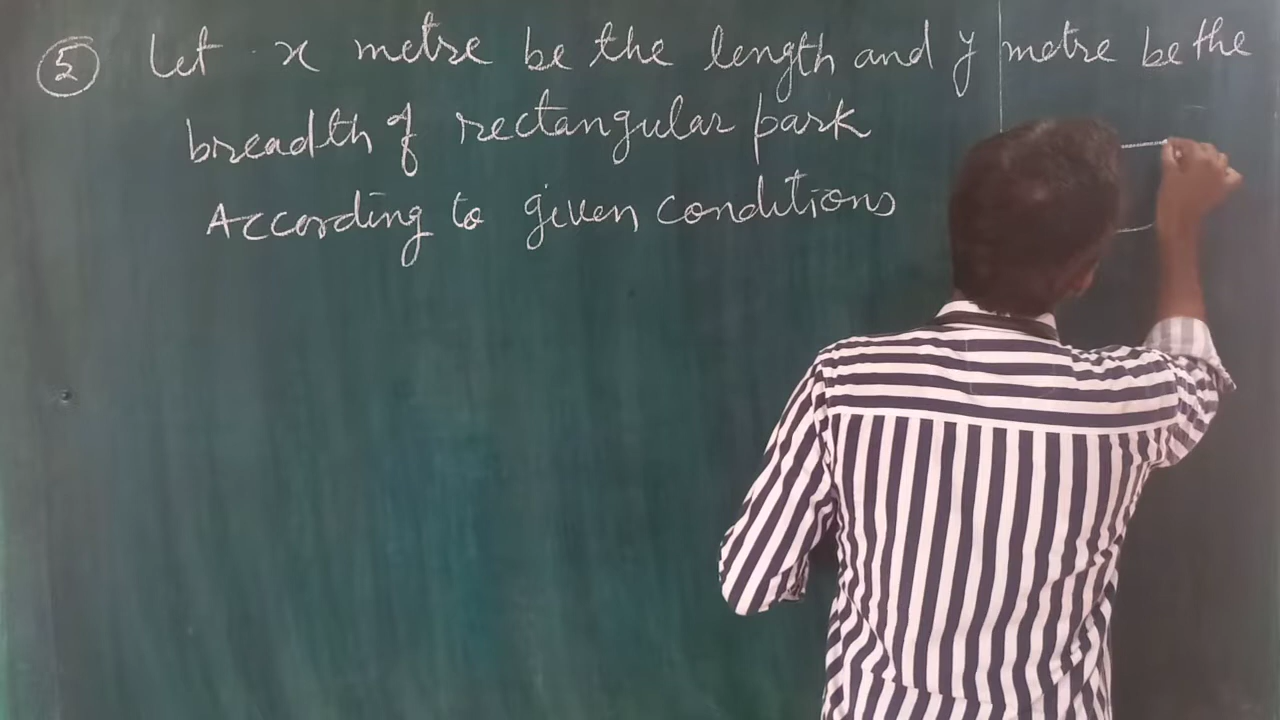 5 Let x metre be the length and y metre be the
breadth of rectangular park
According to given conditions